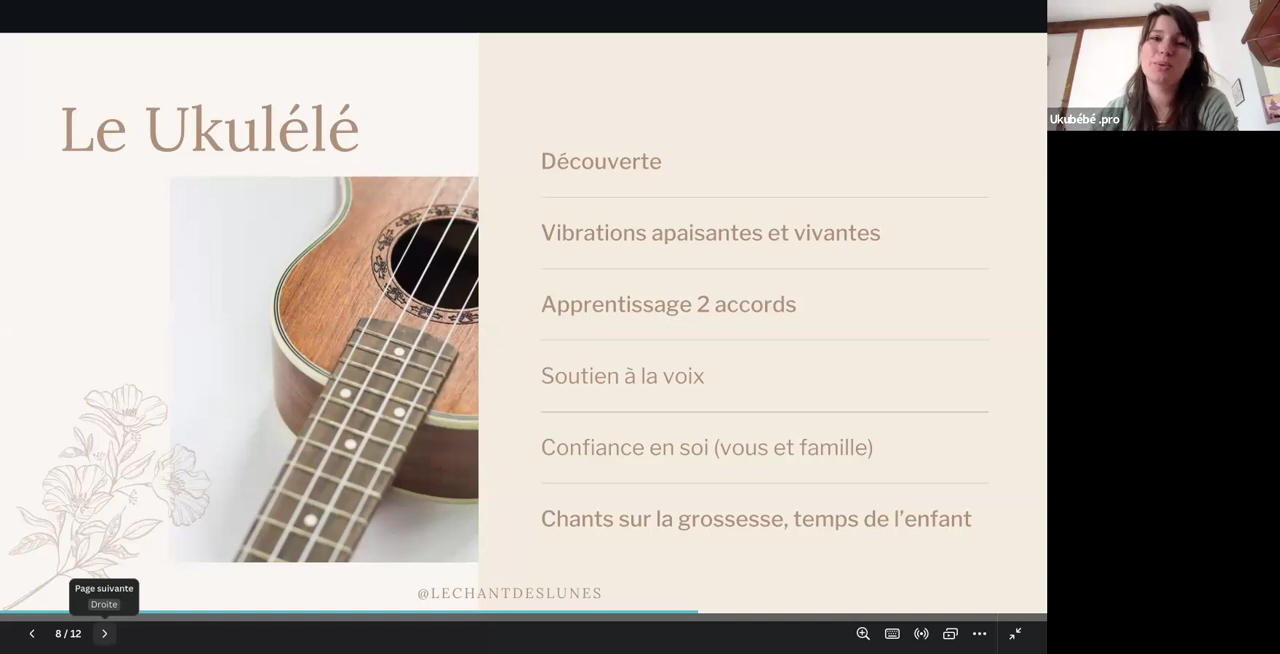 Le Ukulélé
Découverte
Vibrations apaisantes et vivantes
Apprentissage 2 accords
Soutien à la voix
Confiance en soi (vous et famille)
Chants sur la grossesse, temps de l'enfant
@LECHANTDESLUNES
Page suivante
Droite
8 / 12
Ukubébé .pro